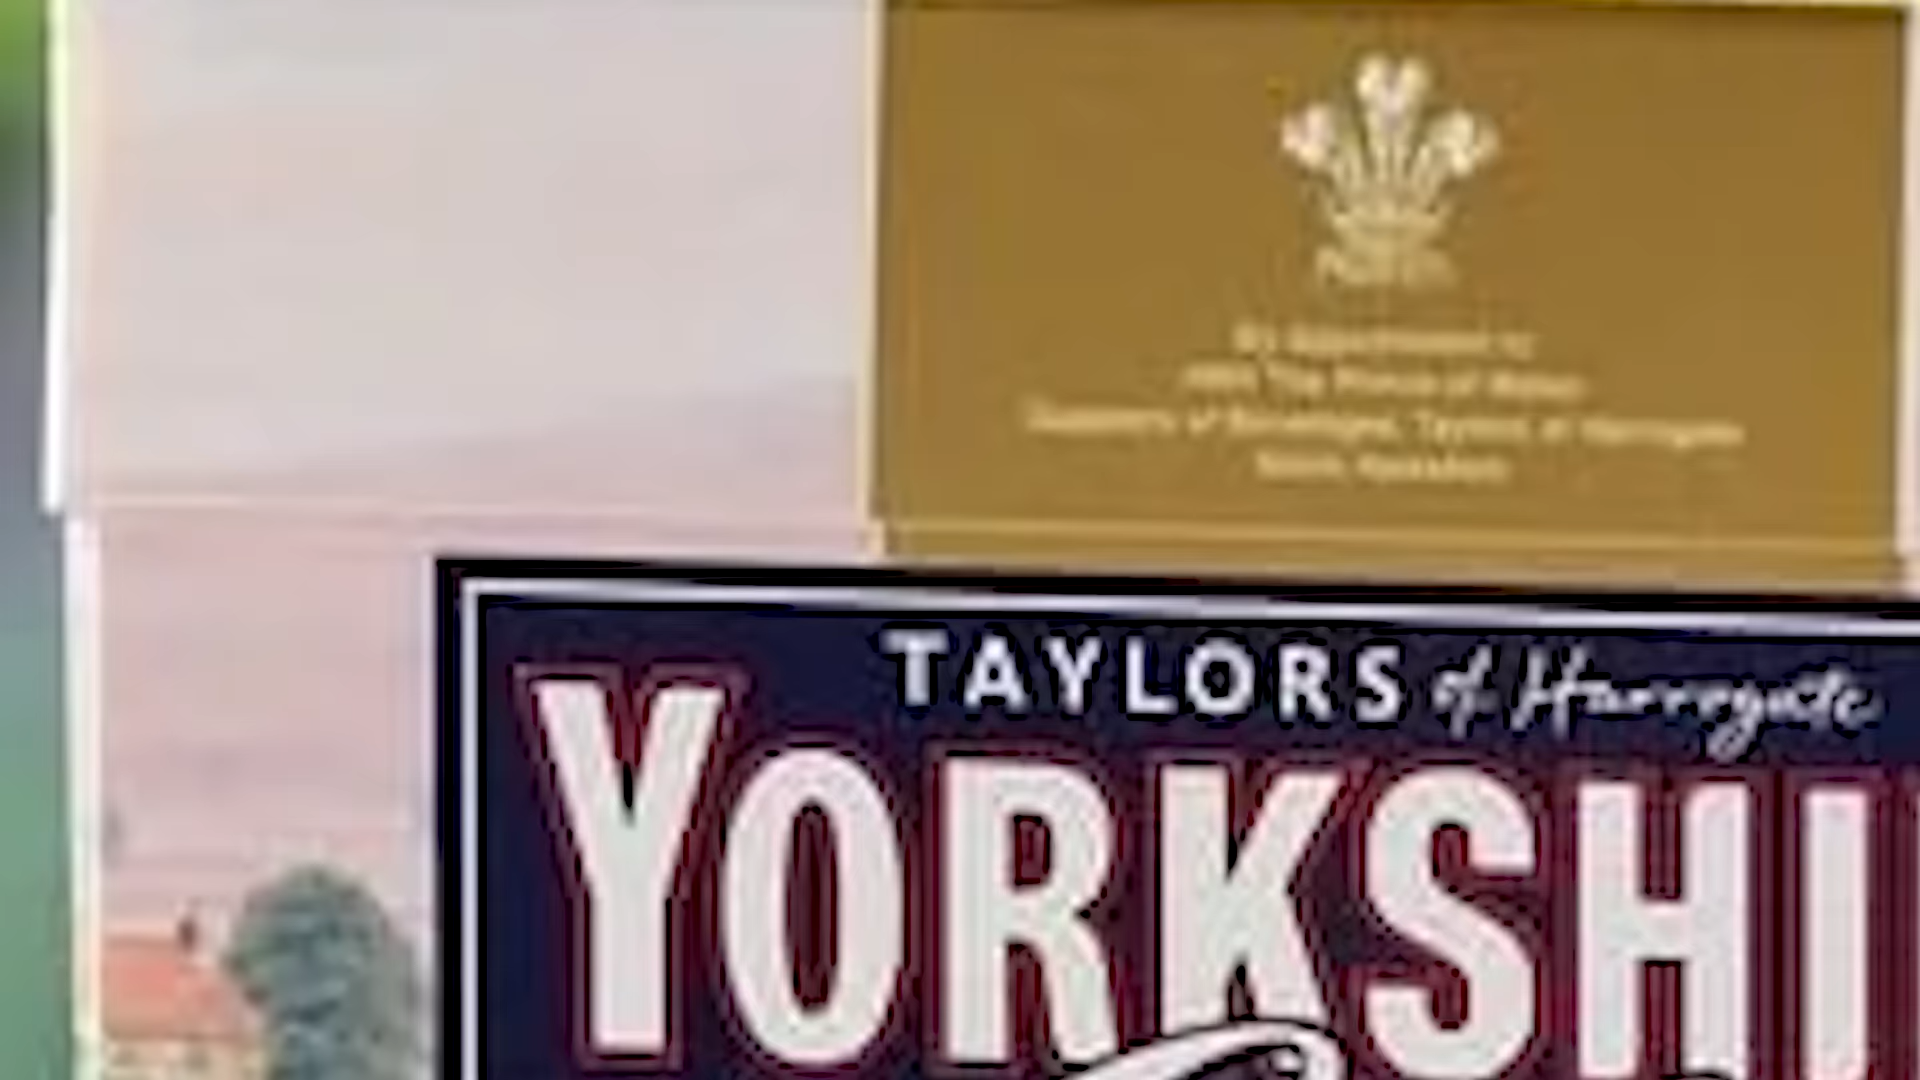 By Appointment to
HRH The Prince of Wales
Suppliers of Beverages, Taylors of Harrogate
TAYLORS of Harrogate
YORKSHI